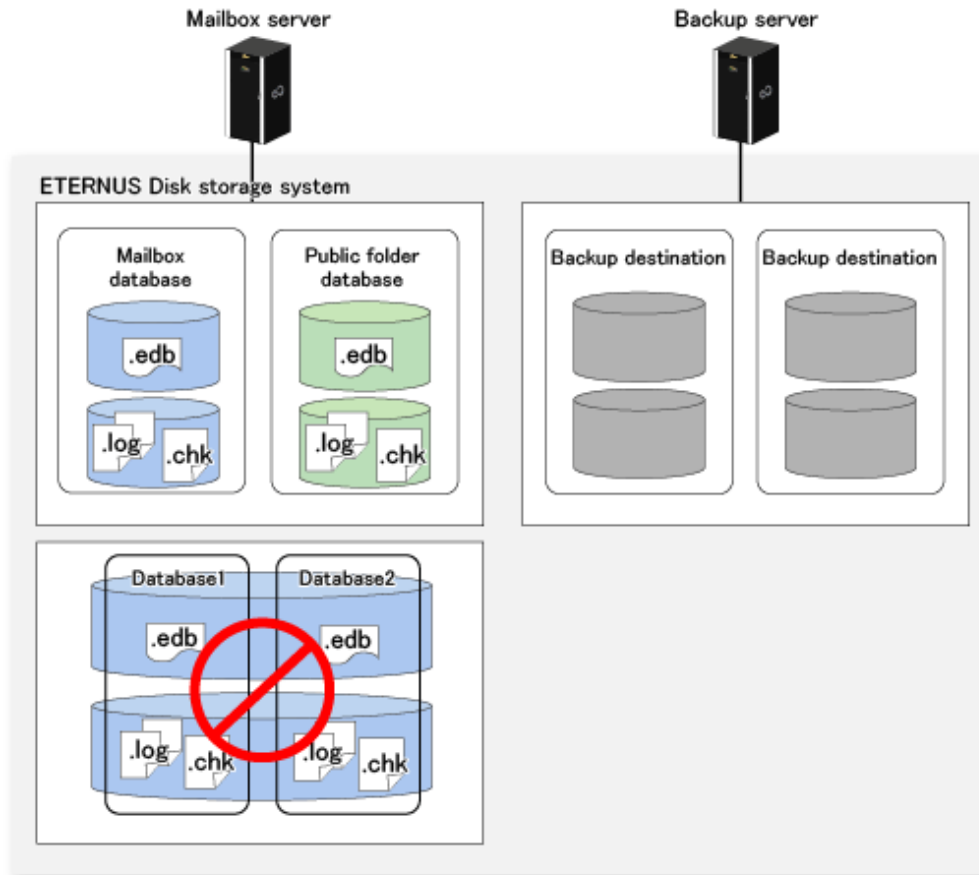 Mailbox server
Backup server
ETERNUS Disk storage system
Mailbox
database
Public folder
database
Backup destination
Backup destination
.edb
.edb
.log
.chk
.log
.chk
Database1
Database2
.edb
.edb
.log
.chk
.log
.chk